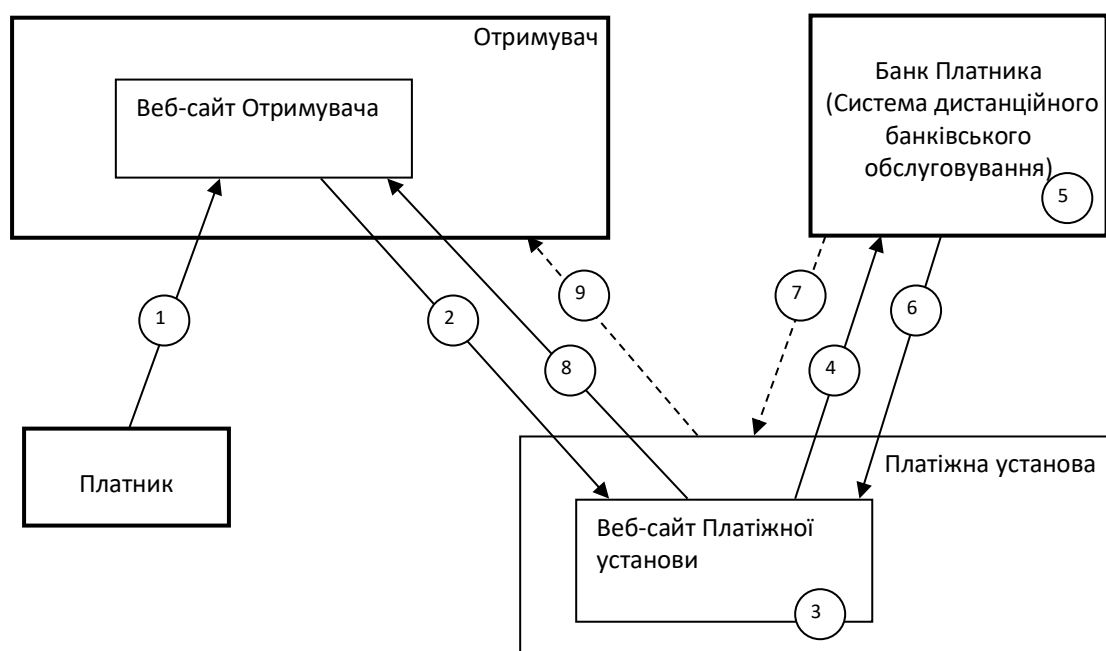 Отримувач
Веб-сайт Отримувача
Банк Платника
(Система дистанційного
банківського
обслуговування)
5
1
2
9
7
6
8
4
Платник
Платіжна установа
Веб-сайт Платіжної
установи
3